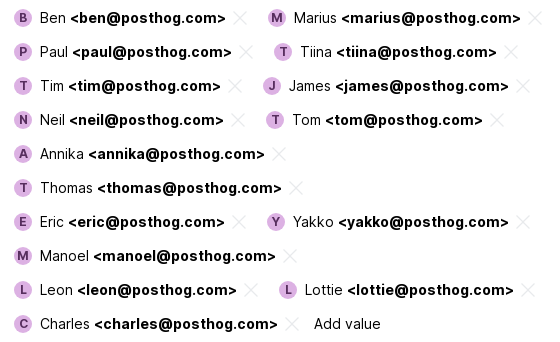 B Ben <ben@posthog.com> M Marius <marius@posthog.com>
P Paul <paul@posthog.com> T Tiina <tiina@posthog.com>
T Tim <tim@posthog.com> J James <james@posthog.com>
N Neil <neil@posthog.com> T Tom <tom@posthog.com>
A Annika <annika@posthog.com>
T Thomas <thomas@posthog.com>
E Eric <eric@posthog.com> Y Yakko <yakko@posthog.com>
M Manoel <manoel@posthog.com>
L Leon <leon@posthog.com> L Lottie <lottie@posthog.com>
C Charles <charles@posthog.com> Add value